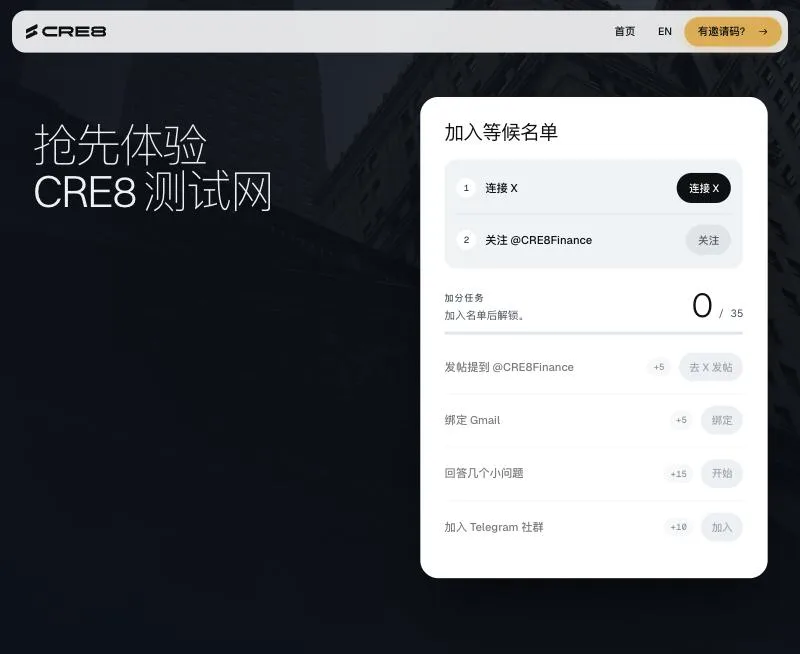 CRE8
首页
EN
有邀请码? →
抢先体验
CRE8 测试网
加入等候名单
1 连接 X
连接 X
2 关注 @CRE8Finance
关注
加分任务
加入名单后解锁。
0 / 35
发帖提到 @CRE8Finance
+5
去 X 发帖
绑定 Gmail
+5
绑定
回答几个小问题
+15
开始
加入 Telegram 社群
+10
加入